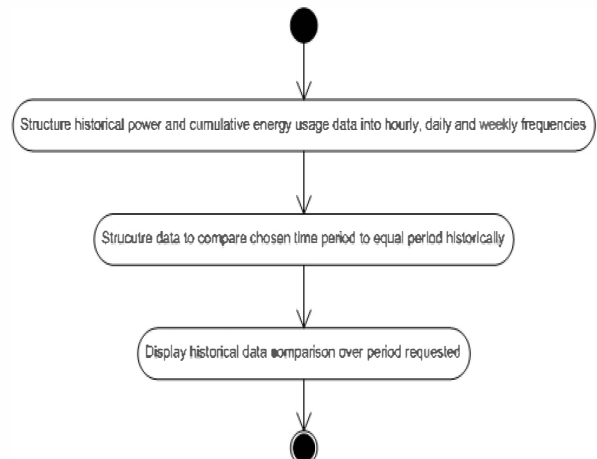 Structure historical power and cumulative energy usage data into hourly, daily and weekly frequencies
Strucutre data to compare chosen time period to equal period historically
Display historical data comparison over period requested